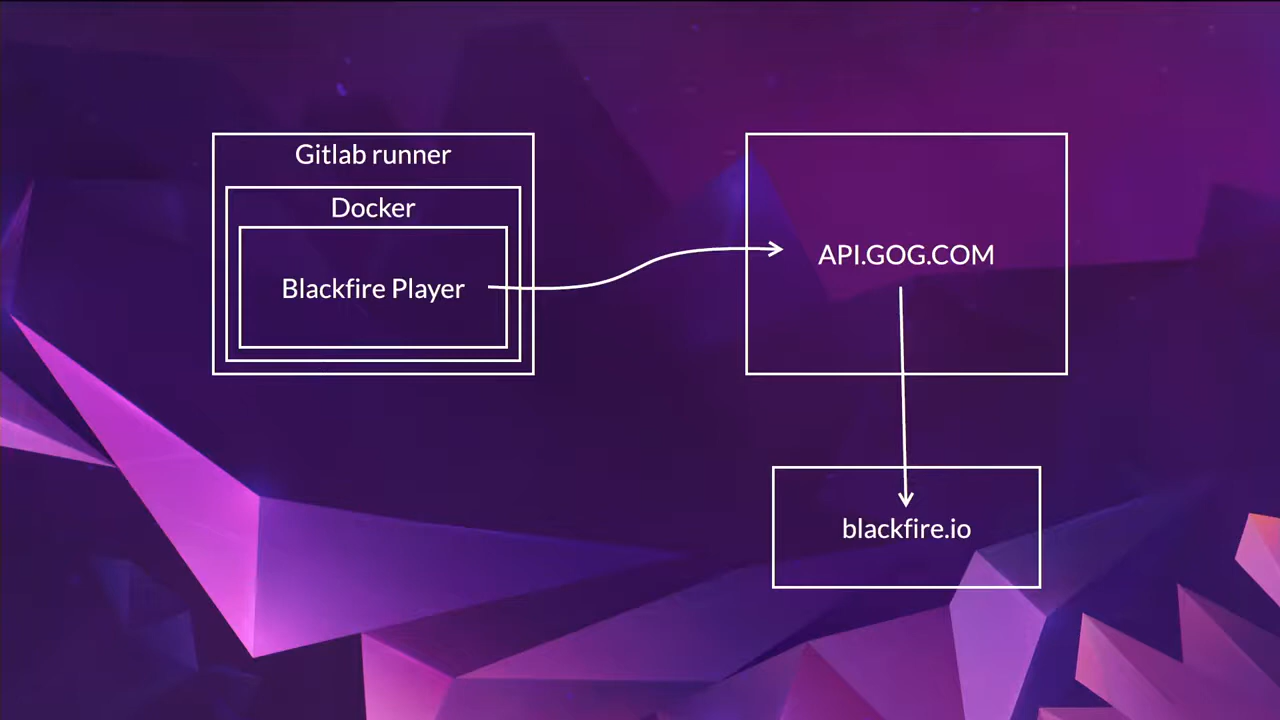 Gitlab runner
Docker
Blackfire Player
API.GOG.COM
blackfire.io